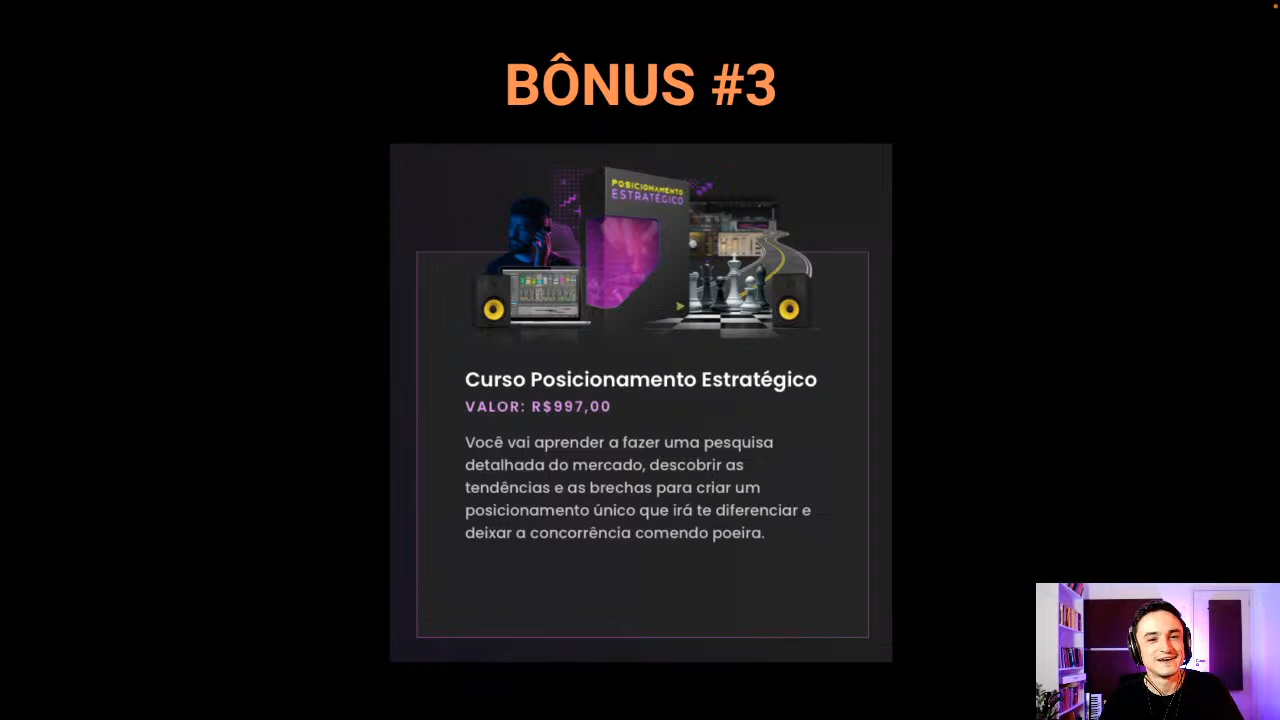 BÔNUS #3
POSICIONAMENTO
ESTRATÉGICO
Curso Posicionamento Estratégico
VALOR: R$997,00
Você vai aprender a fazer uma pesquisa
detalhada do mercado, descobrir as
tendências e as brechas para criar um
posicionamento único que irá te diferenciar e
deixar a concorrência comendo poeira.